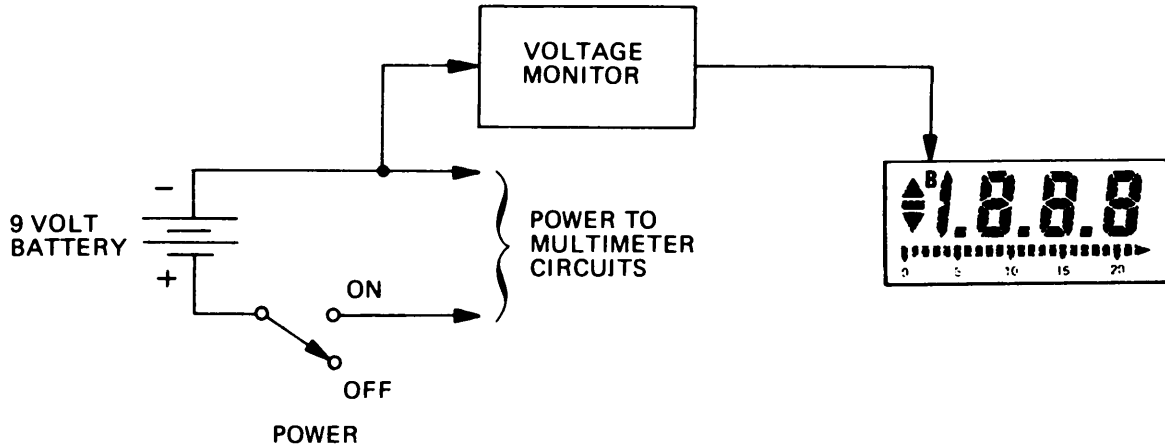 VOLTAGE
MONITOR
B
1.8.8.8
0 5 10 15 20
-
9 VOLT
BATTERY
+
POWER TO
MULTIMETER
CIRCUITS
ON
OFF
POWER